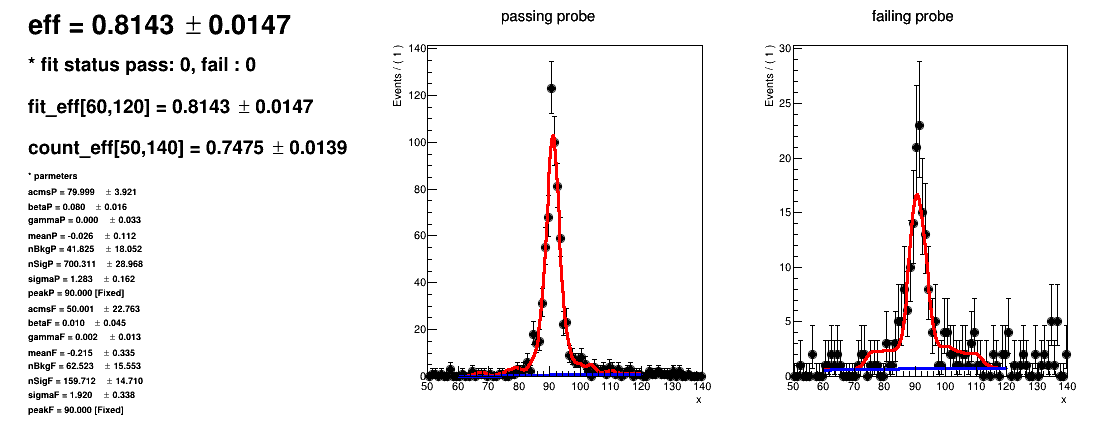 eff = 0.8143 ± 0.0147
* fit status pass: 0, fail : 0
fit_eff[60,120] = 0.8143 ± 0.0147
count_eff[50,140] = 0.7475 ± 0.0139
* parmeters
acmsP = 79.999 ± 3.921
betaP = 0.080 ± 0.016
gammaP = 0.000 ± 0.033
meanP = -0.026 ± 0.112
nBkgP = 41.825 ± 18.052
nSigP = 700.311 ± 28.968
sigmaP = 1.283 ± 0.162
peakP = 90.000 [Fixed]
acmsF = 50.001 ± 22.763
betaF = 0.010 ± 0.045
gammaF = 0.002 ± 0.013
meanF = -0.215 ± 0.335
nBkgF = 62.523 ± 15.553
nSigF = 159.712 ± 14.710
sigmaF = 1.920 ± 0.338
peakF = 90.000 [Fixed]
passing probe
Events / ( 1 )
140
120
100
80
60
40
20
0
50 60 70 80 90 100 110 120 130 140
x
failing probe
Events / ( 1 )
30
25
20
15
10
5
0
50 60 70 80 90 100 110 120 130 140
x